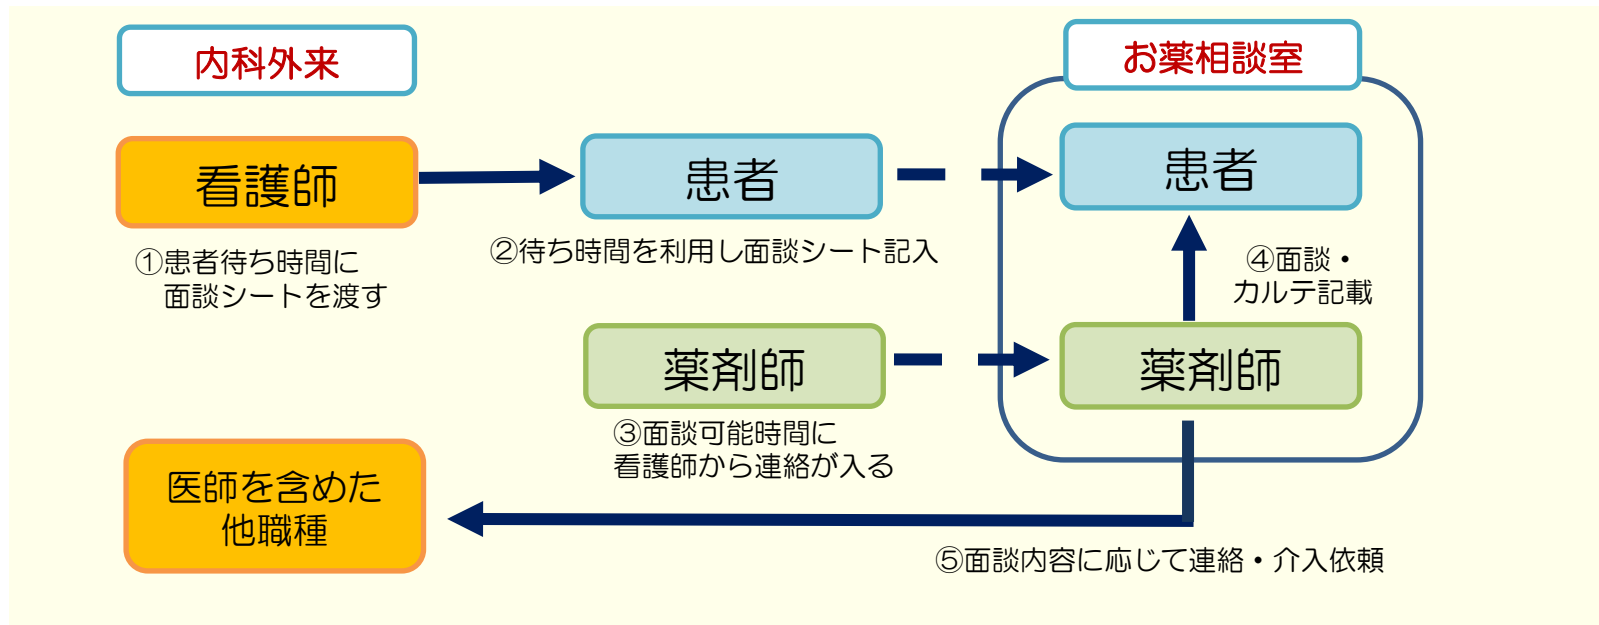 内科外来
お薬相談室
看護師
患者
患者
①患者待ち時間に
面談シートを渡す
②待ち時間を利用し面談シート記入
④面談・
カルテ記載
薬剤師
薬剤師
③面談可能時間に
看護師から連絡が入る
医師を含めた
他職種
⑤面談内容に応じて連絡・介入依頼